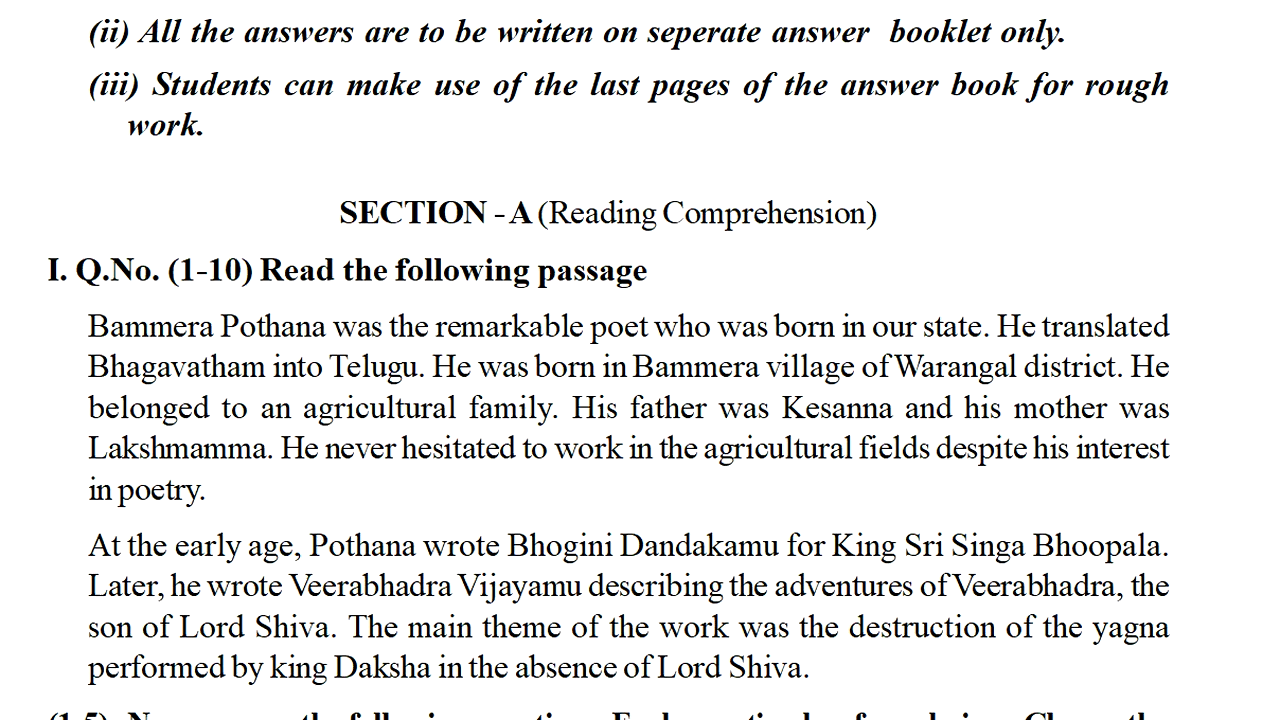 (ii) All the answers are to be written on seperate answer booklet only.
(iii) Students can make use of the last pages of the answer book for rough
work.
SECTION - A (Reading Comprehension)
I. Q.No. (1-10) Read the following passage
Bammera Pothana was the remarkable poet who was born in our state. He translated
Bhagavatham into Telugu. He was born in Bammera village of Warangal district. He
belonged to an agricultural family. His father was Kesanna and his mother was
Lakshmamma. He never hesitated to work in the agricultural fields despite his interest
in poetry.
At the early age, Pothana wrote Bhogini Dandakamu for King Sri Singa Bhoopala.
Later, he wrote Veerabhadra Vijayamu describing the adventures of Veerabhadra, the
son of Lord Shiva. The main theme of the work was the destruction of the yagna
performed by king Daksha in the absence of Lord Shiva.